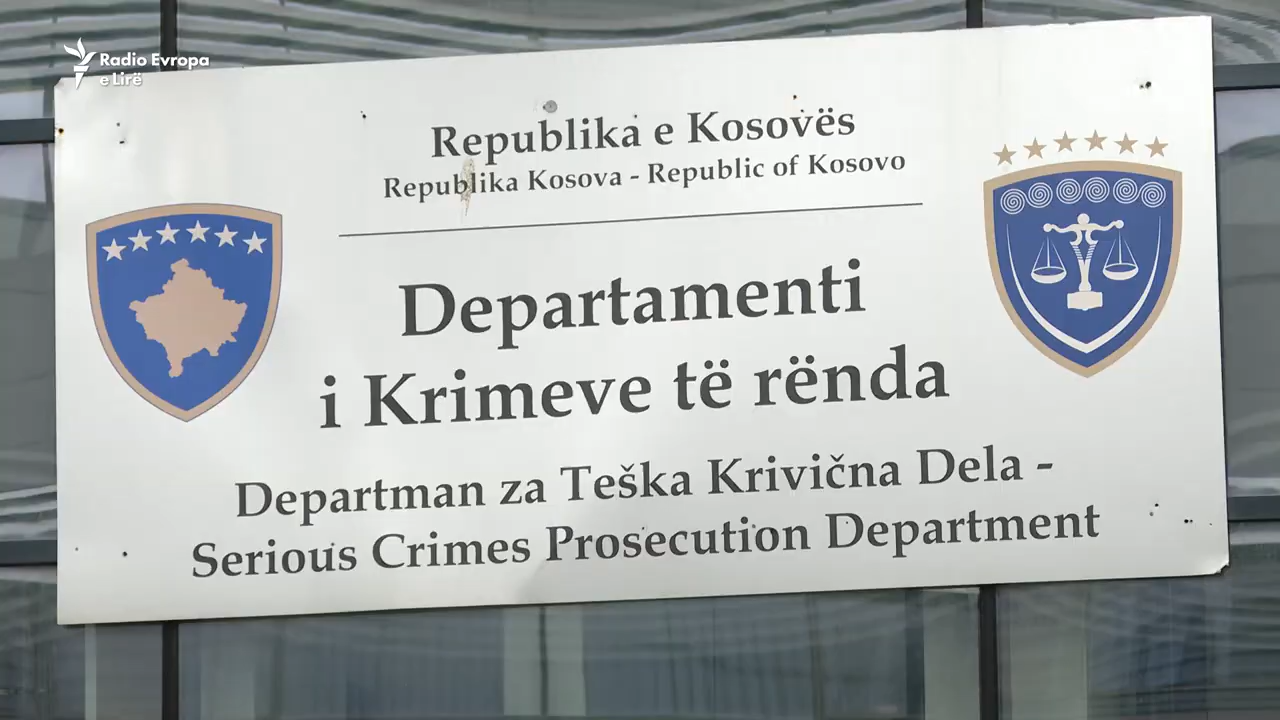 Radio Evropa
e Lirë
Republika e Kosovës
Republika Kosova - Republic of Kosovo
Departamenti
i Krimeve të rënda
Departman za Teška Krivična Dela -
Serious Crimes Prosecution Department